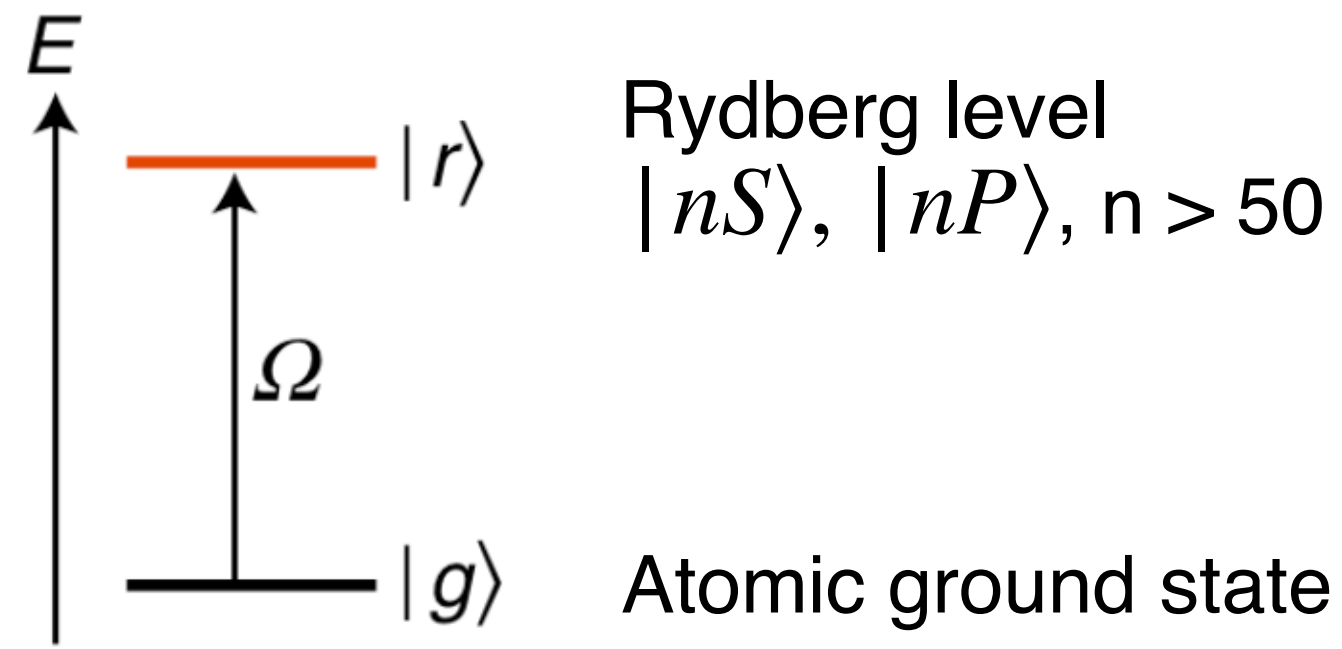 E
|r⟩
Rydberg level
|nS⟩, |nP⟩, n > 50
Ω
|g⟩
Atomic ground state